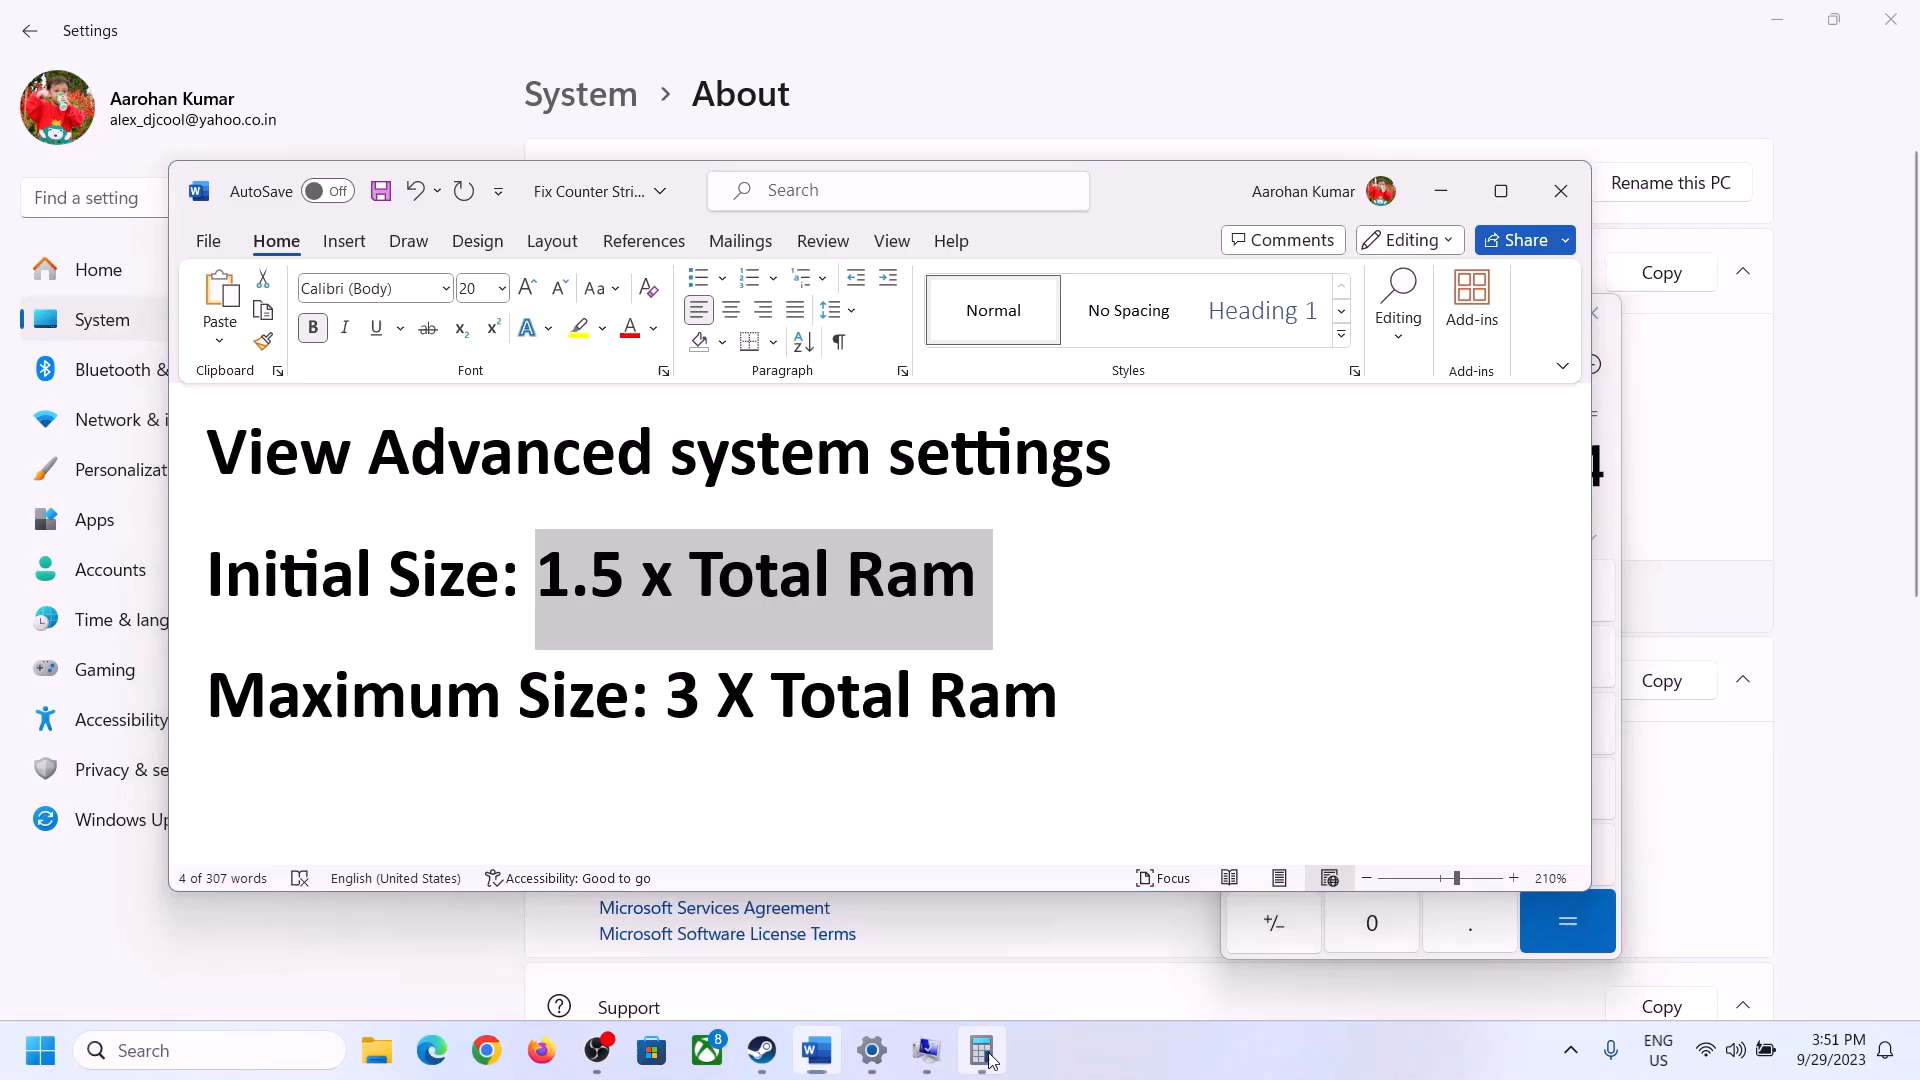 Settings
Aarohan Kumar
alex_djcool@yahoo.co.in
Find a setting
Home
System
Bluetooth &
Network & i
Personalizat
Apps
Accounts
Time & lang
Gaming
Accessibility
Privacy & se
Windows Up
System > About
Rename this PC
Copy
AutoSave Off Fix Counter Stri... Search Aarohan Kumar
File Home Insert Draw Design Layout References Mailings Review View Help Comments Editing Share
Paste
Clipboard
Calibri (Body) 20 Aa
B I U ab x₂ x² A A
Font
Paragraph
Normal No Spacing Heading 1
Styles
Editing
Add-ins
Add-ins
View Advanced system settings
Initial Size: 1.5 x Total Ram
Maximum Size: 3 X Total Ram
4 of 307 words English (United States) Accessibility: Good to go Focus 210%
4
Copy
+/- 0 . =
Microsoft Services Agreement
Microsoft Software License Terms
Support
Copy
Search
8
ENG
US
3:51 PM
9/29/2023